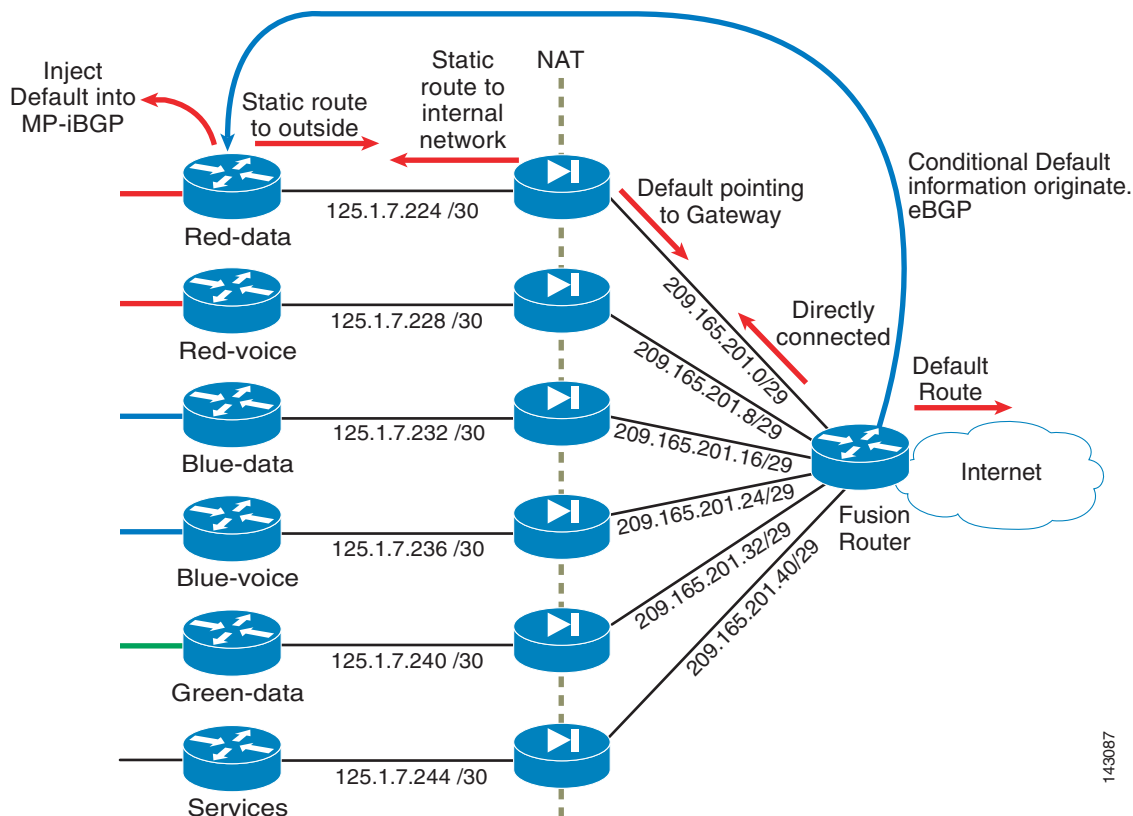 Inject
Default into
MP-iBGP
Static route
to outside
Static
route to
internal
network
NAT
Conditional Default
information originate.
eBGP
Default pointing
to Gateway
Directly
connected
Default
Route
Internet
Fusion
Router
125.1.7.224 /30
Red-data
209.165.201.0/29
125.1.7.228 /30
Red-voice
209.165.201.8/29
125.1.7.232 /30
Blue-data
209.165.201.16/29
125.1.7.236 /30
Blue-voice
209.165.201.24/29
125.1.7.240 /30
Green-data
209.165.201.32/29
125.1.7.244 /30
Services
209.165.201.40/29
143087